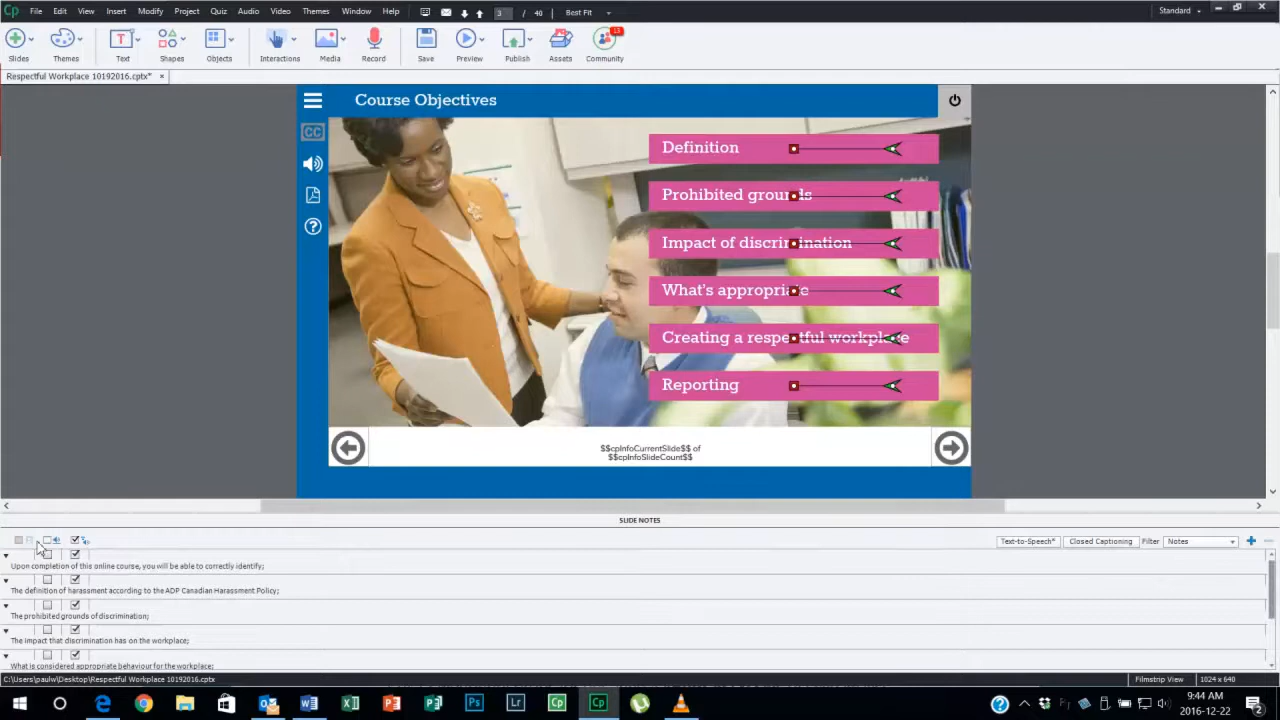 File Edit View Insert Modify Project Quiz Audio Video Themes Window Help 3 / 40 Best Fit Standard
Slides Themes Text Shapes Objects Interactions Media Record Save Preview Publish Assets Community 13
Respectful Workplace 10192016.cptx* ×
Course Objectives
CC
Definition
Prohibited grounds
Impact of discrimination
What's appropriate
Creating a respectful workplace
Reporting
$$cpInfoCurrentSlide$$ of
$$cpInfoSlideCount$$
SLIDE NOTES
Text-to-Speech* Closed Captioning Filter Notes
Upon completion of this online course, you will be able to correctly identify;
The definition of harassment according to the ADP Canadian Harassment Policy;
The prohibited grounds of discrimination;
The impact that discrimination has on the workplace;
What is considered appropriate behaviour for the workplace;
C:\Users\paulw\Desktop\Respectful Workplace 10192016.cptx Filmstrip View 1024 x 640
9:44 AM
2016-12-22